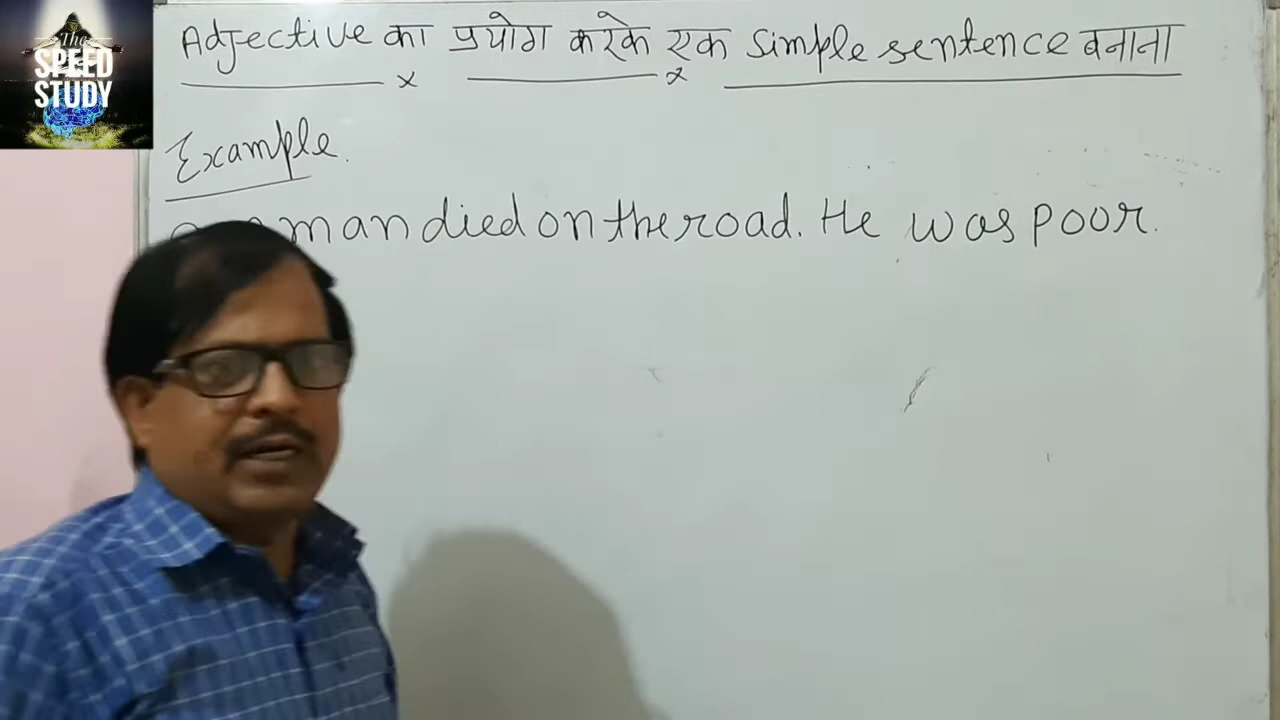 The
SPEED
STUDY
Adjective का प्रयोग करके एक simple sentence बनाना
Example.
man died on the road. He was poor.